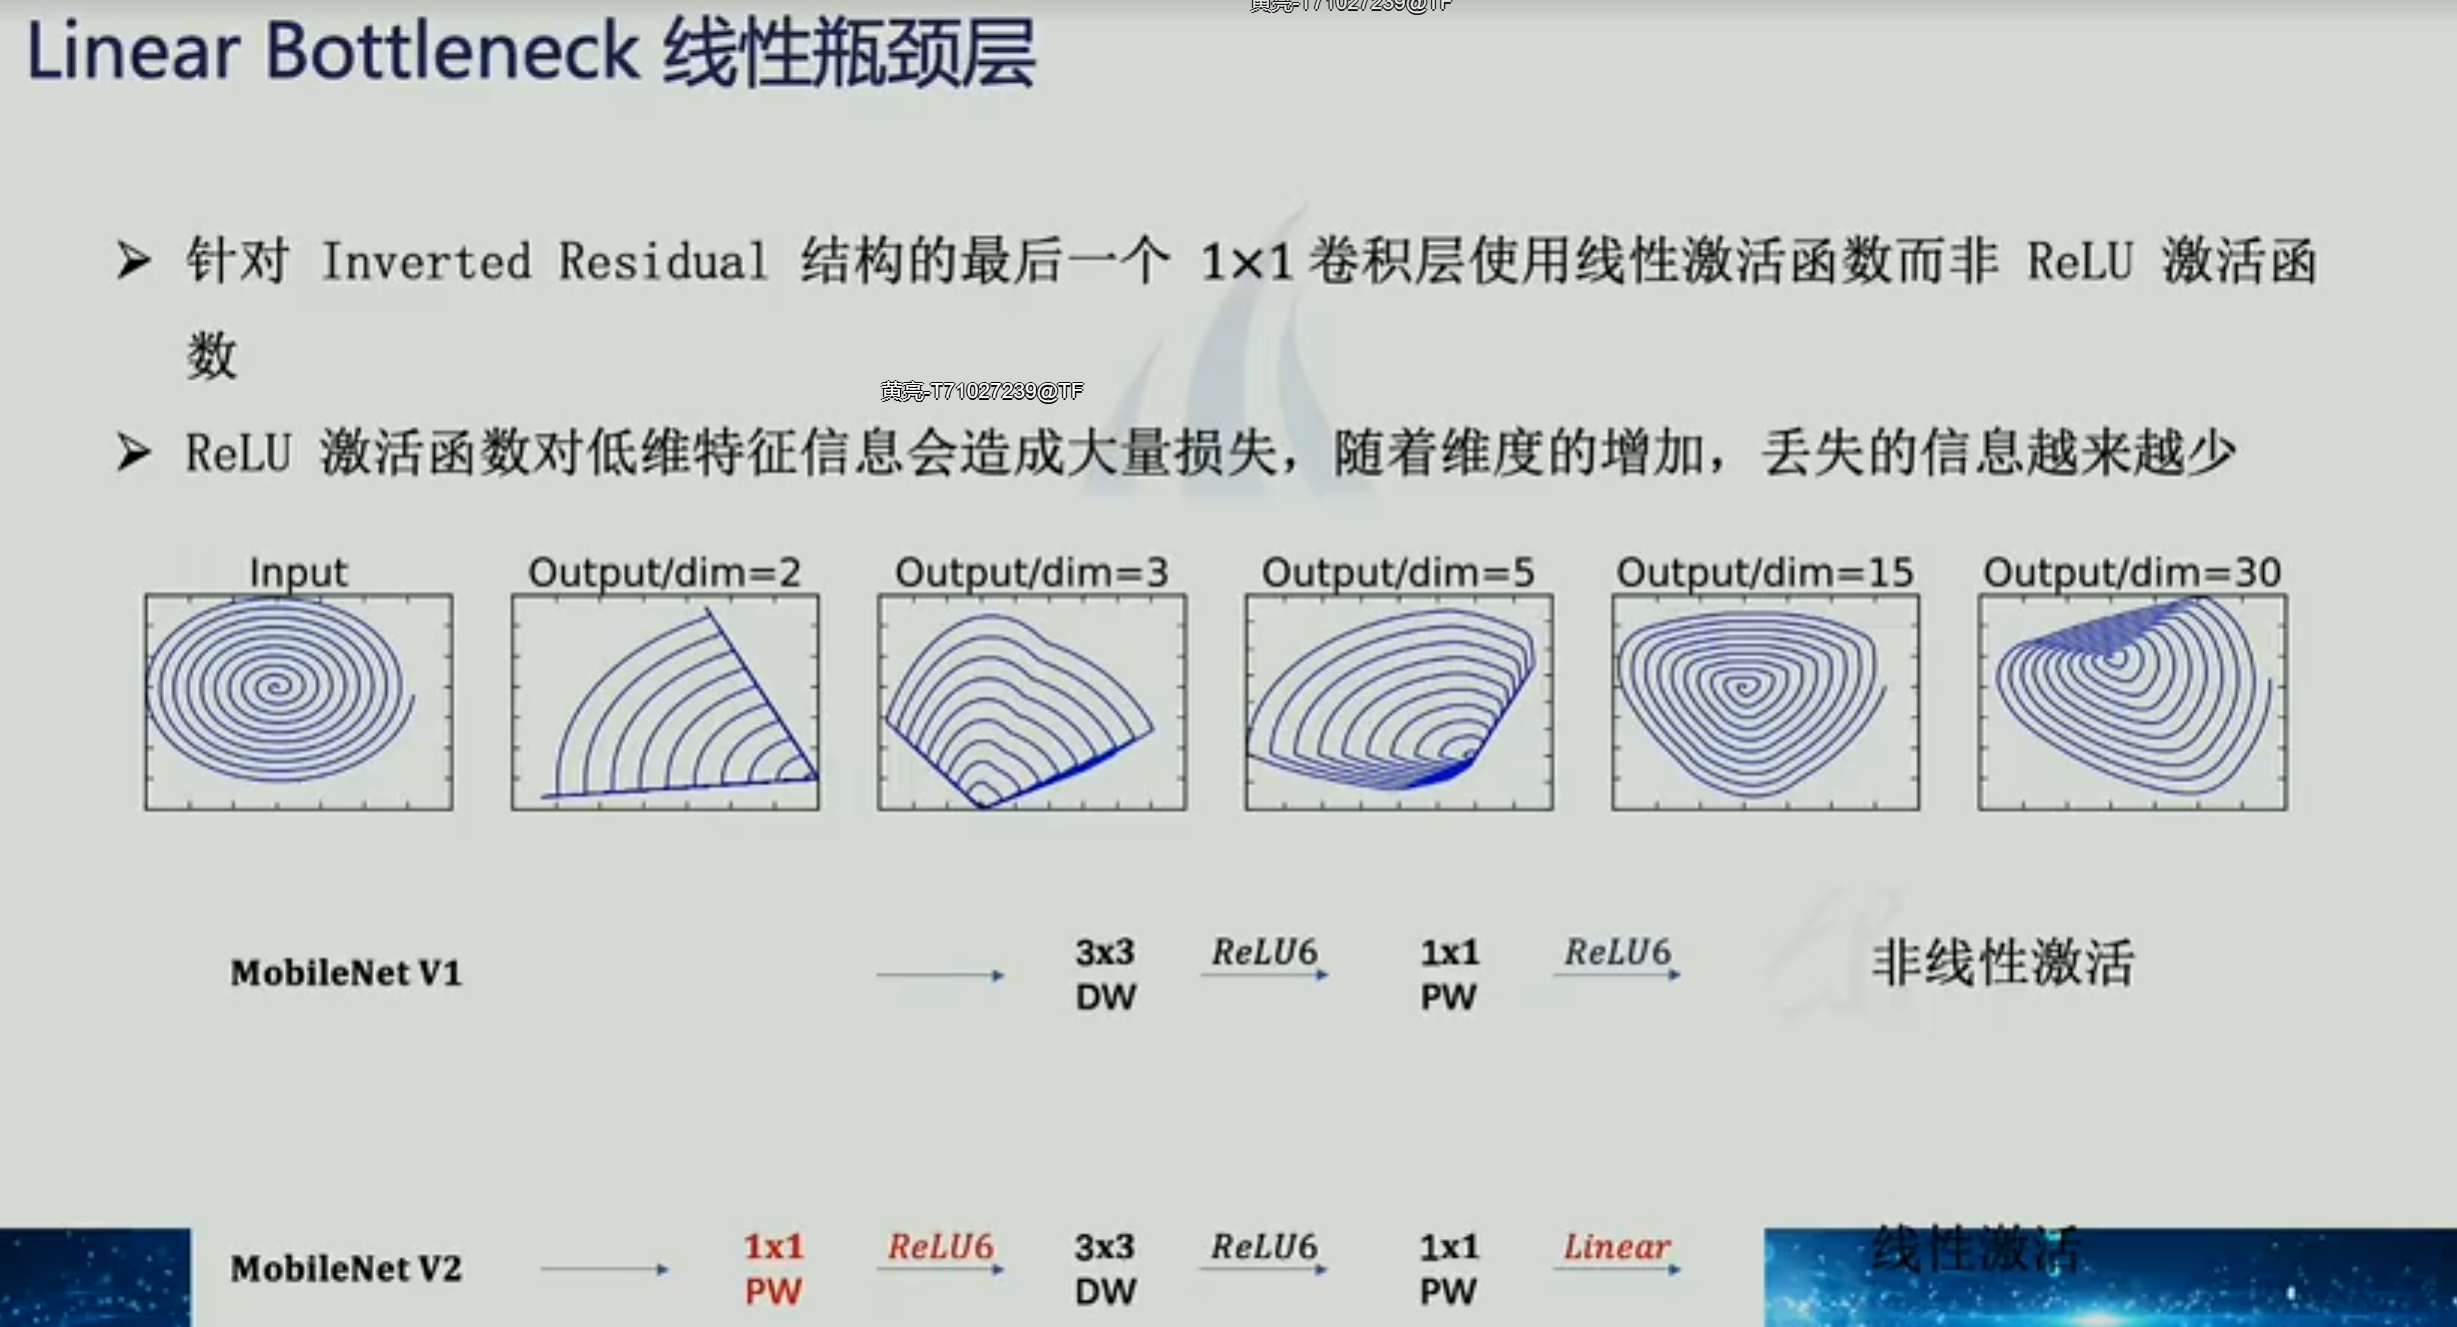 黄亮-T71027239@TF
Linear Bottleneck 线性瓶颈层
➢ 针对 Inverted Residual 结构的最后一个 1×1 卷积层使用线性激活函数而非 ReLU 激活函
数
黄亮-T71027239@TF
➢ ReLU 激活函数对低维特征信息会造成大量损失，随着维度的增加，丢失的信息越来越少
Input Output/dim=2 Output/dim=3 Output/dim=5 Output/dim=15 Output/dim=30
MobileNet V1 3x3 ReLU6 1x1 ReLU6 非线性激活
DW PW
MobileNet V2 1x1 ReLU6 3x3 ReLU6 1x1 Linear 线性激活
PW DW PW